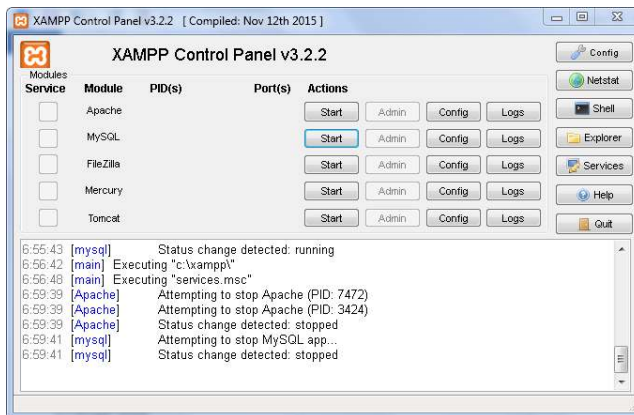 XAMPP Control Panel v3.2.2 [ Compiled: Nov 12th 2015 ]
XAMPP Control Panel v3.2.2
Config
Modules
Service Module PID(s) Port(s) Actions
Netstat
Apache Start Admin Config Logs
Shell
MySQL Start Admin Config Logs
Explorer
FileZilla Start Admin Config Logs
Services
Mercury Start Admin Config Logs
Help
Tomcat Start Admin Config Logs
Quit
6:55:43 [mysql] Status change detected: running
6:56:42 [main] Executing "c:\xampp\"
6:56:48 [main] Executing "services.msc"
6:59:39 [Apache] Attempting to stop Apache (PID: 7472)
6:59:39 [Apache] Attempting to stop Apache (PID: 3424)
6:59:39 [Apache] Status change detected: stopped
6:59:41 [mysql] Attempting to stop MySQL app...
6:59:41 [mysql] Status change detected: stopped